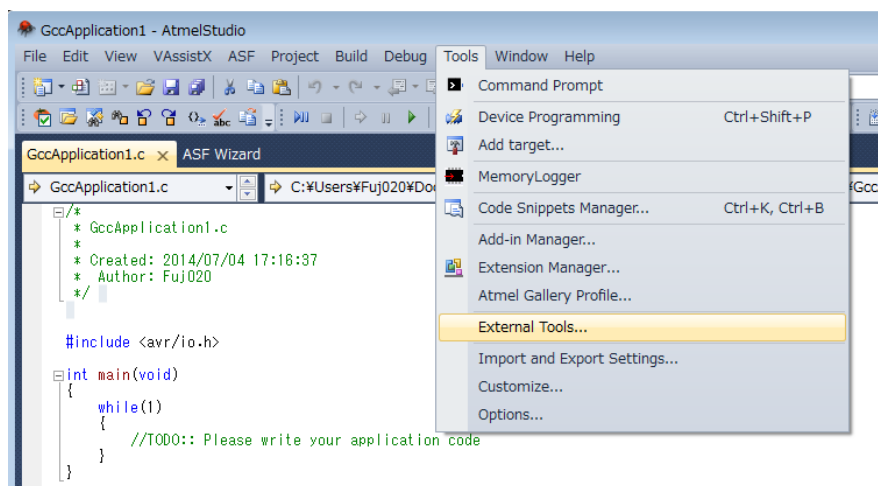 GccApplication1 - AtmelStudio
File Edit View VAssistX ASF Project Build Debug Tools Window Help
Command Prompt
Device Programming Ctrl+Shift+P
Add target...
MemoryLogger
Code Snippets Manager... Ctrl+K, Ctrl+B
Add-in Manager...
Extension Manager...
Atmel Gallery Profile...
External Tools...
Import and Export Settings...
Customize...
Options...
GccApplication1.c ASF Wizard
GccApplication1.c C:¥Users¥Fuj020¥Do
¥Gcc
/*
* GccApplication1.c
*
* Created: 2014/07/04 17:16:37
* Author: Fuj020
*/
#include <avr/io.h>
int main(void)
{
while(1)
{
//TODO:: Please write your application code
}
}